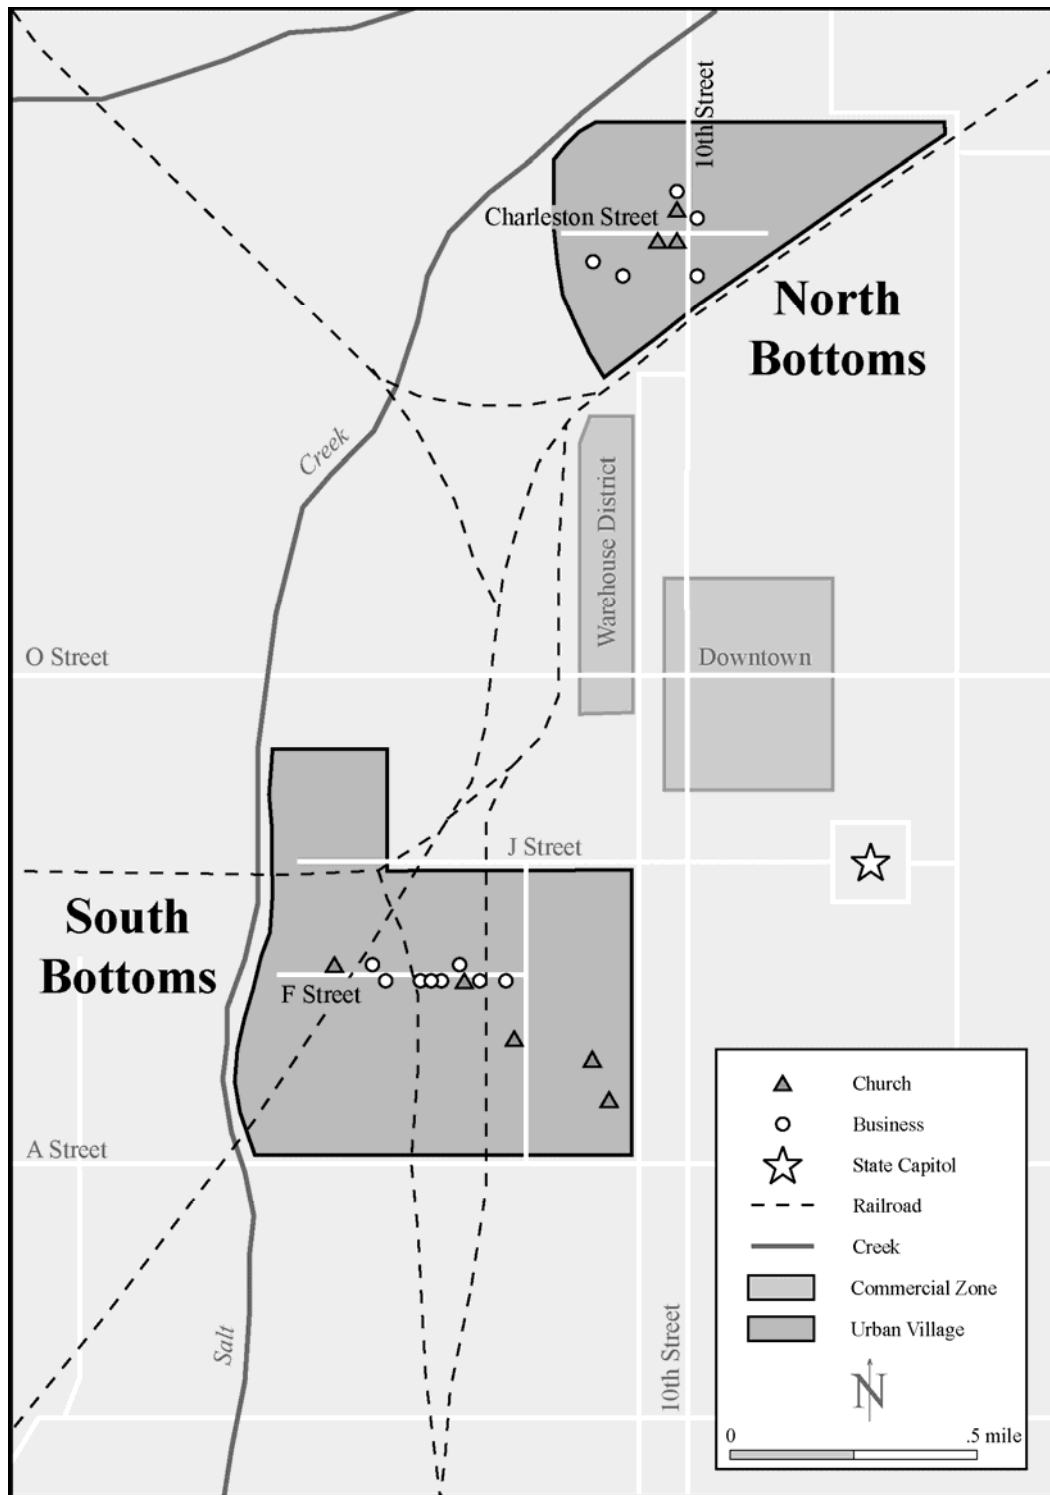 10th Street
Charleston Street
North
Bottoms
Creek
Warehouse District
O Street
Downtown
J Street
South
Bottoms
F Street
A Street
Salt
10th Street
Church
Business
State Capitol
Railroad
Creek
Commercial Zone
Urban Village
N
0 .5 mile